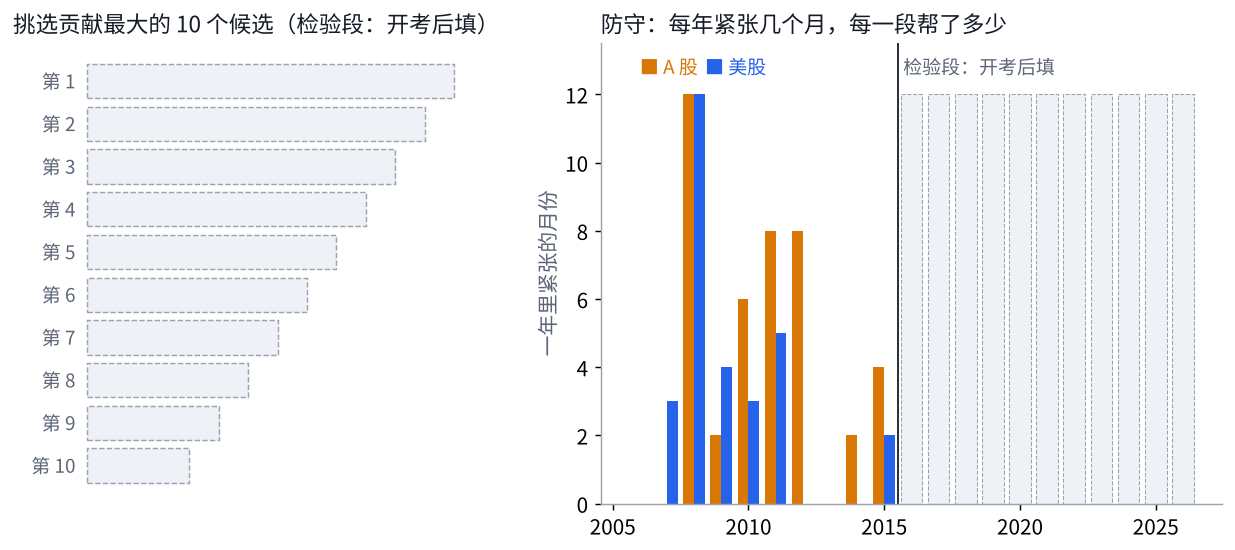 挑选贡献最大的 10 个候选（检验段：开考后填）
第 1
第 2
第 3
第 4
第 5
第 6
第 7
第 8
第 9
第 10
防守：每年紧张几个月，每一段帮了多少
A 股
美股
检验段：开考后填
一年里紧张的月份
12
10
8
6
4
2
0
2005
2010
2015
2020
2025